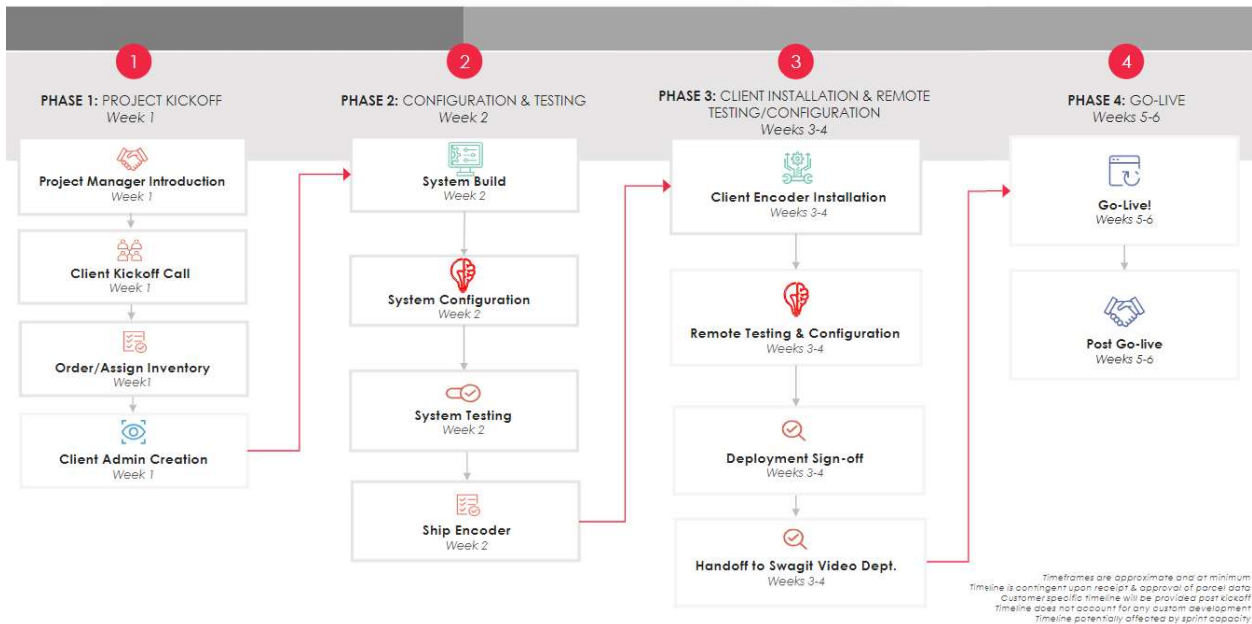 1
PHASE 1: PROJECT KICKOFF
Week 1
Project Manager Introduction
Week 1
Client Kickoff Call
Week 1
Order/Assign Inventory
Week1
Client Admin Creation
Week 1
2
PHASE 2: CONFIGURATION & TESTING
Week 2
System Build
Week 2
System Configuration
Week 2
System Testing
Week 2
Ship Encoder
Week 2
3
PHASE 3: CLIENT INSTALLATION & REMOTE
TESTING/CONFIGURATION
Weeks 3-4
Client Encoder Installation
Weeks 3-4
Remote Testing & Configuration
Weeks 3-4
Deployment Sign-off
Weeks 3-4
Handoff to Swagit Video Dept.
Weeks 3-4
4
PHASE 4: GO-LIVE
Weeks 5-6
Go-Live!
Weeks 5-6
Post Go-live
Weeks 5-6
Timeframes are approximate and at minimum
Timeline is contingent upon receipt & approval of parcel data
Customer specific timeline will be provided post kickoff
Timeline does not account for any custom development
Timeline potentially affected by sprint capacity